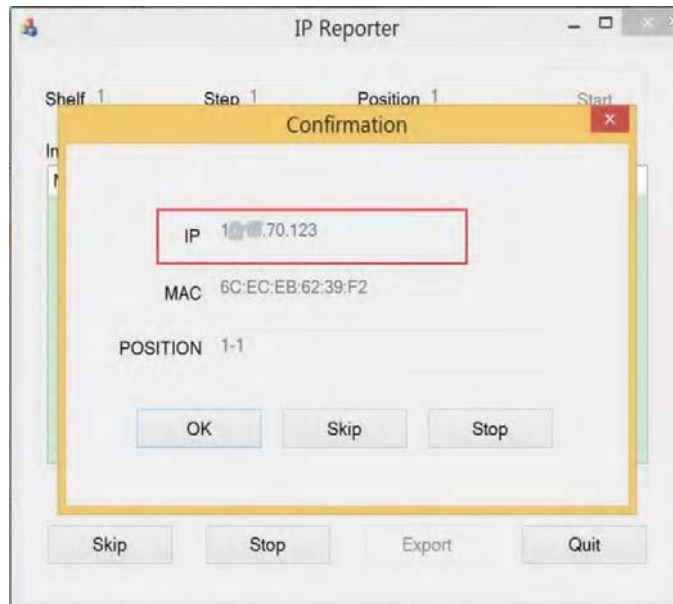 IP Reporter
Shelf 1 Step 1 Position 1 Start
Confirmation
IP .70.123
MAC 6C:EC:EB:62:39:F2
POSITION 1-1
OK Skip Stop
Skip Stop Export Quit